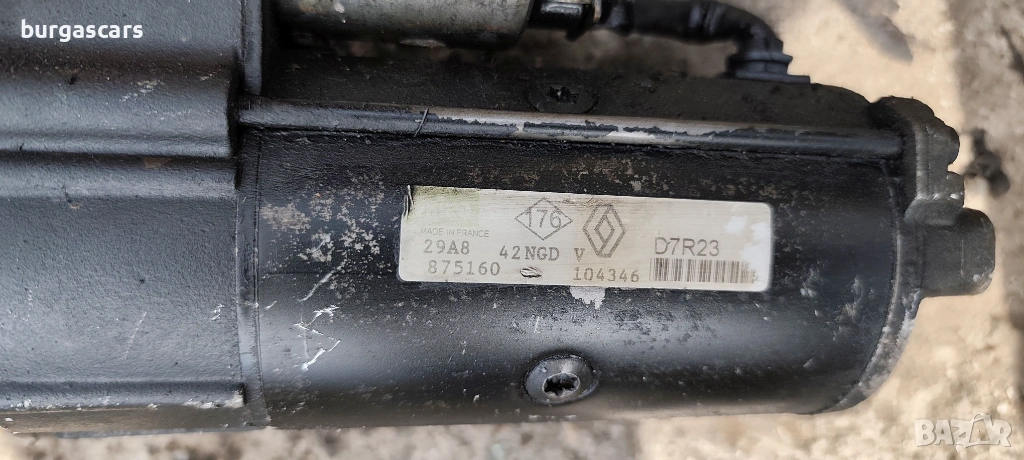 burgascars
176
MADE IN FRANCE
29A8 42NGD V D7R23
875160 104346
BAZAR